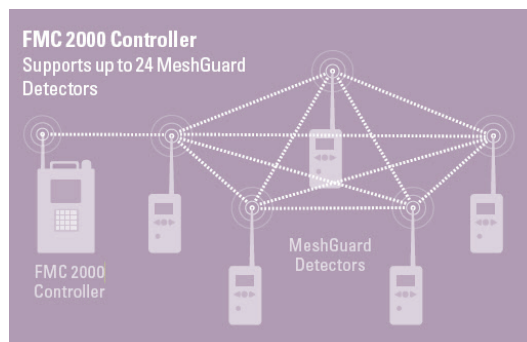 FMC 2000 Controller
Supports up to 24 MeshGuard
Detectors
MeshGuard
Detectors
FMC 2000
Controller